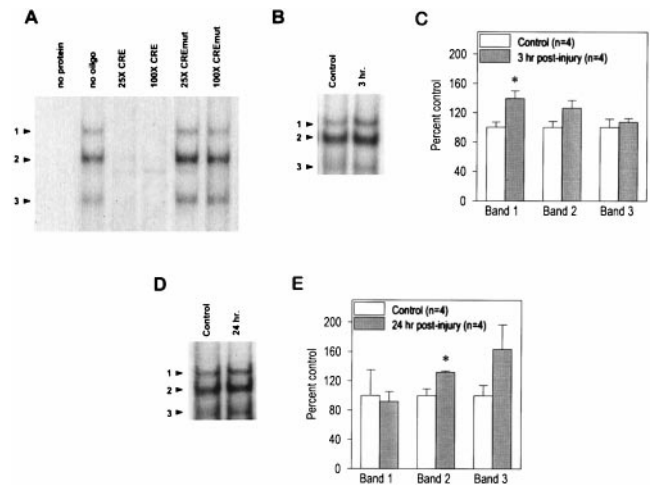 A
no protein
no oligo
25X CRE
100X CRE
25X CREmut
100X CREmut
1
2
3
B
Control
3 hr.
1
2
3
C
Control (n=4)
3 hr post-injury (n=4)
Percent control
200
160
120
80
40
0
*
Band 1 Band 2 Band 3
D
Control
24 hr.
1
2
3
E
Control (n=4)
24 hr post-injury (n=4)
Percent control
200
160
120
80
40
0
*
Band 1 Band 2 Band 3